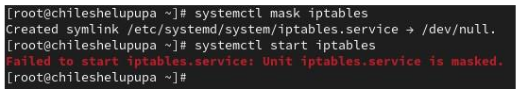 [root@chileshelupupa ~]# systemctl mask iptables
Created symlink /etc/systemd/system/iptables.service → /dev/null.
[root@chileshelupupa ~]# systemctl start iptables
Failed to start iptables.service: Unit iptables.service is masked.
[root@chileshelupupa ~]#